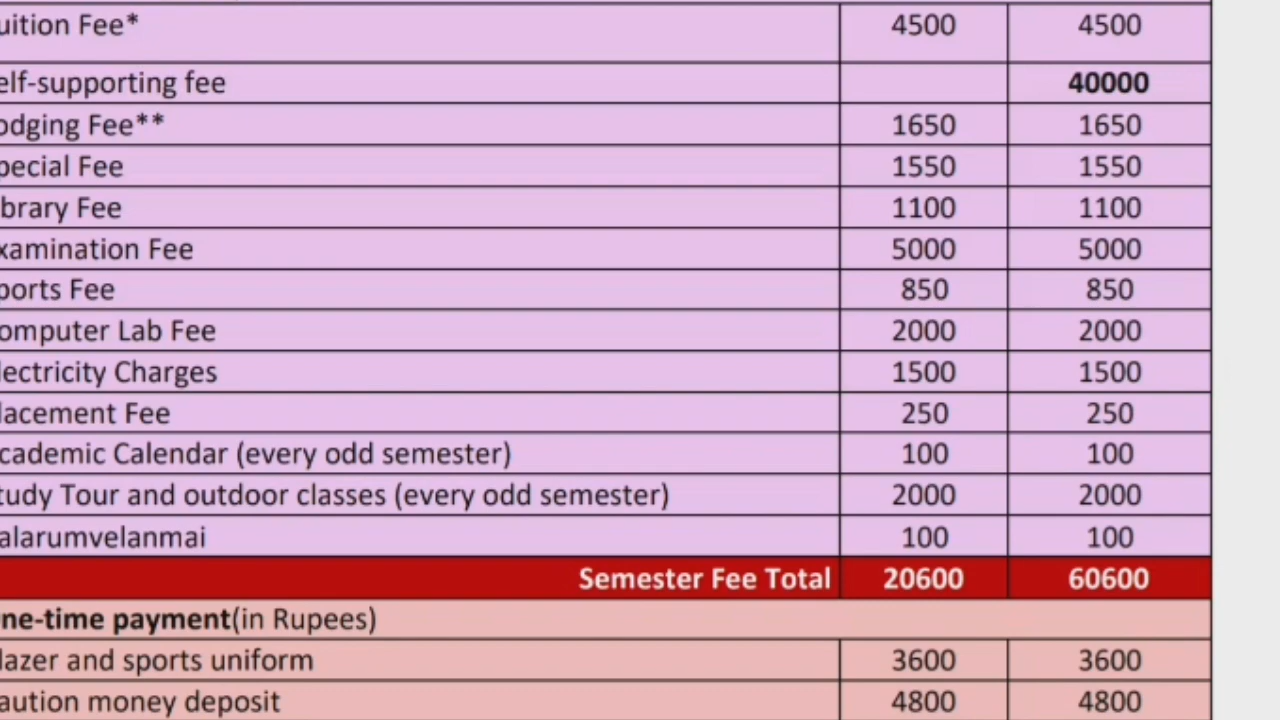 uition Fee* 4500 4500
elf-supporting fee 40000
odging Fee** 1650 1650
pecial Fee 1550 1550
ibrary Fee 1100 1100
xamination Fee 5000 5000
ports Fee 850 850
omputer Lab Fee 2000 2000
lectricity Charges 1500 1500
lacement Fee 250 250
cademic Calendar (every odd semester) 100 100
tudy Tour and outdoor classes (every odd semester) 2000 2000
alarumvelanmai 100 100
Semester Fee Total 20600 60600
ne-time payment(in Rupees)
lazer and sports uniform 3600 3600
aution money deposit 4800 4800